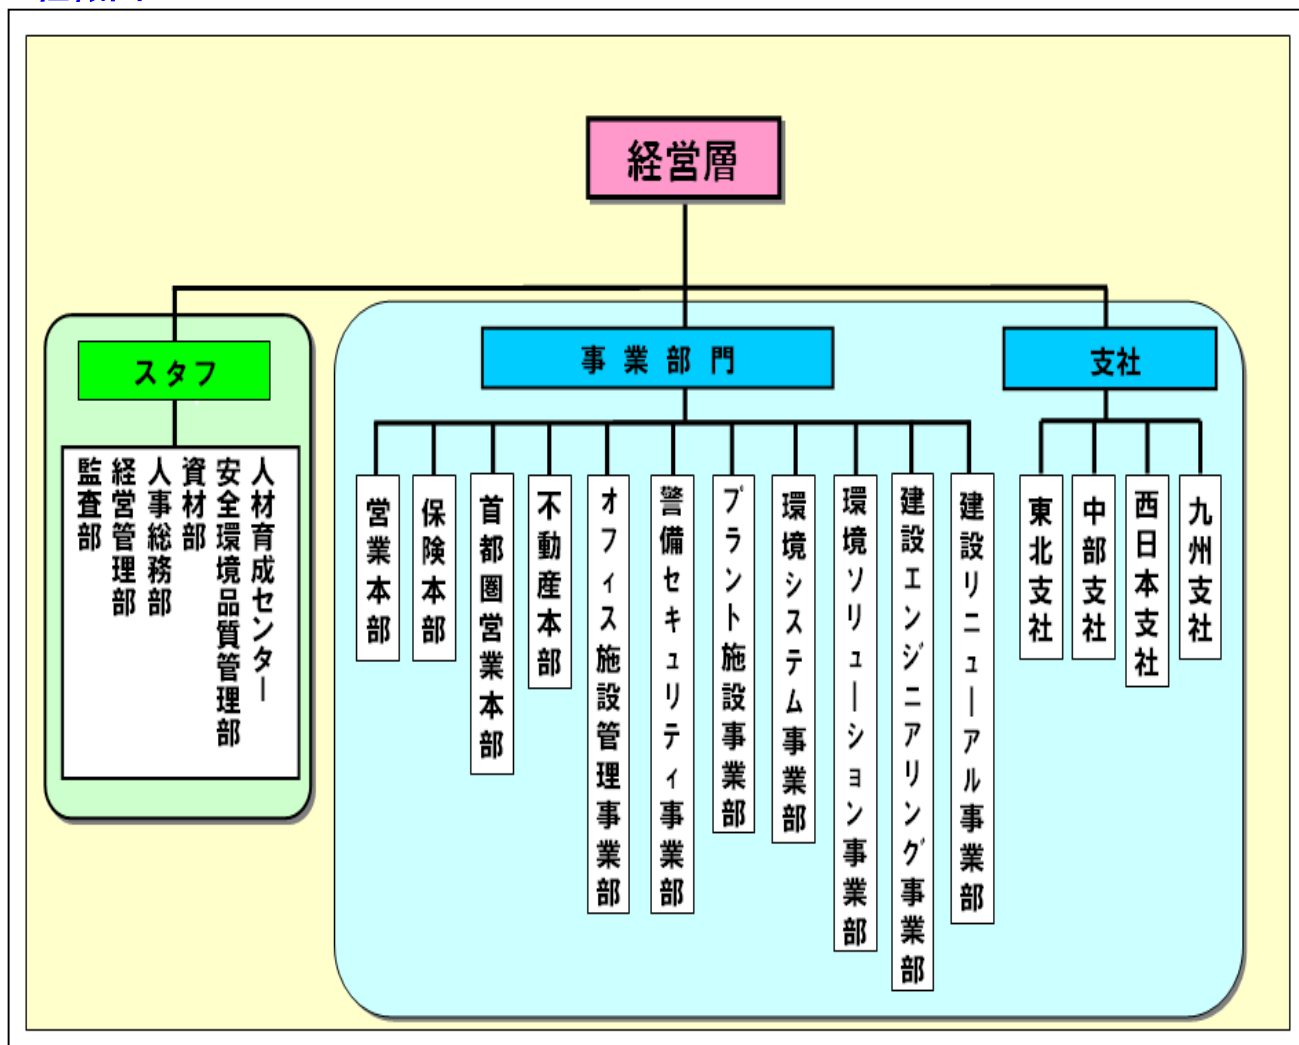 経営層
スタフ
事業部門
支社
監査部
経営管理部
人事総務部
資材部
安全環境品質管理部
人材育成センター
営業本部
保険本部
首都圏営業本部
不動産本部
オフィス施設管理事業部
警備セキュリティ事業部
プラント施設事業部
環境システム事業部
環境ソリューション事業部
建設エンジニアリング事業部
建設リニューアル事業部
東北支社
中部支社
西日本支社
九州支社